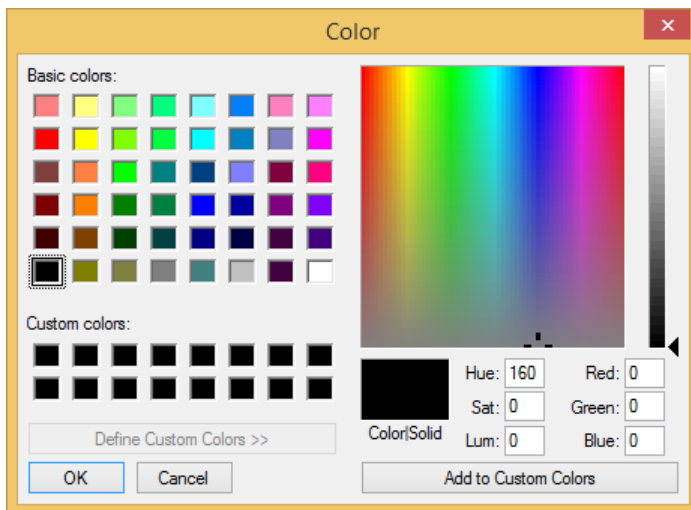 Color
Basic colors:
Custom colors:
Define Custom Colors >>
OK Cancel
Color|Solid
Hue: 160 Red: 0
Sat: 0 Green: 0
Lum: 0 Blue: 0
Add to Custom Colors